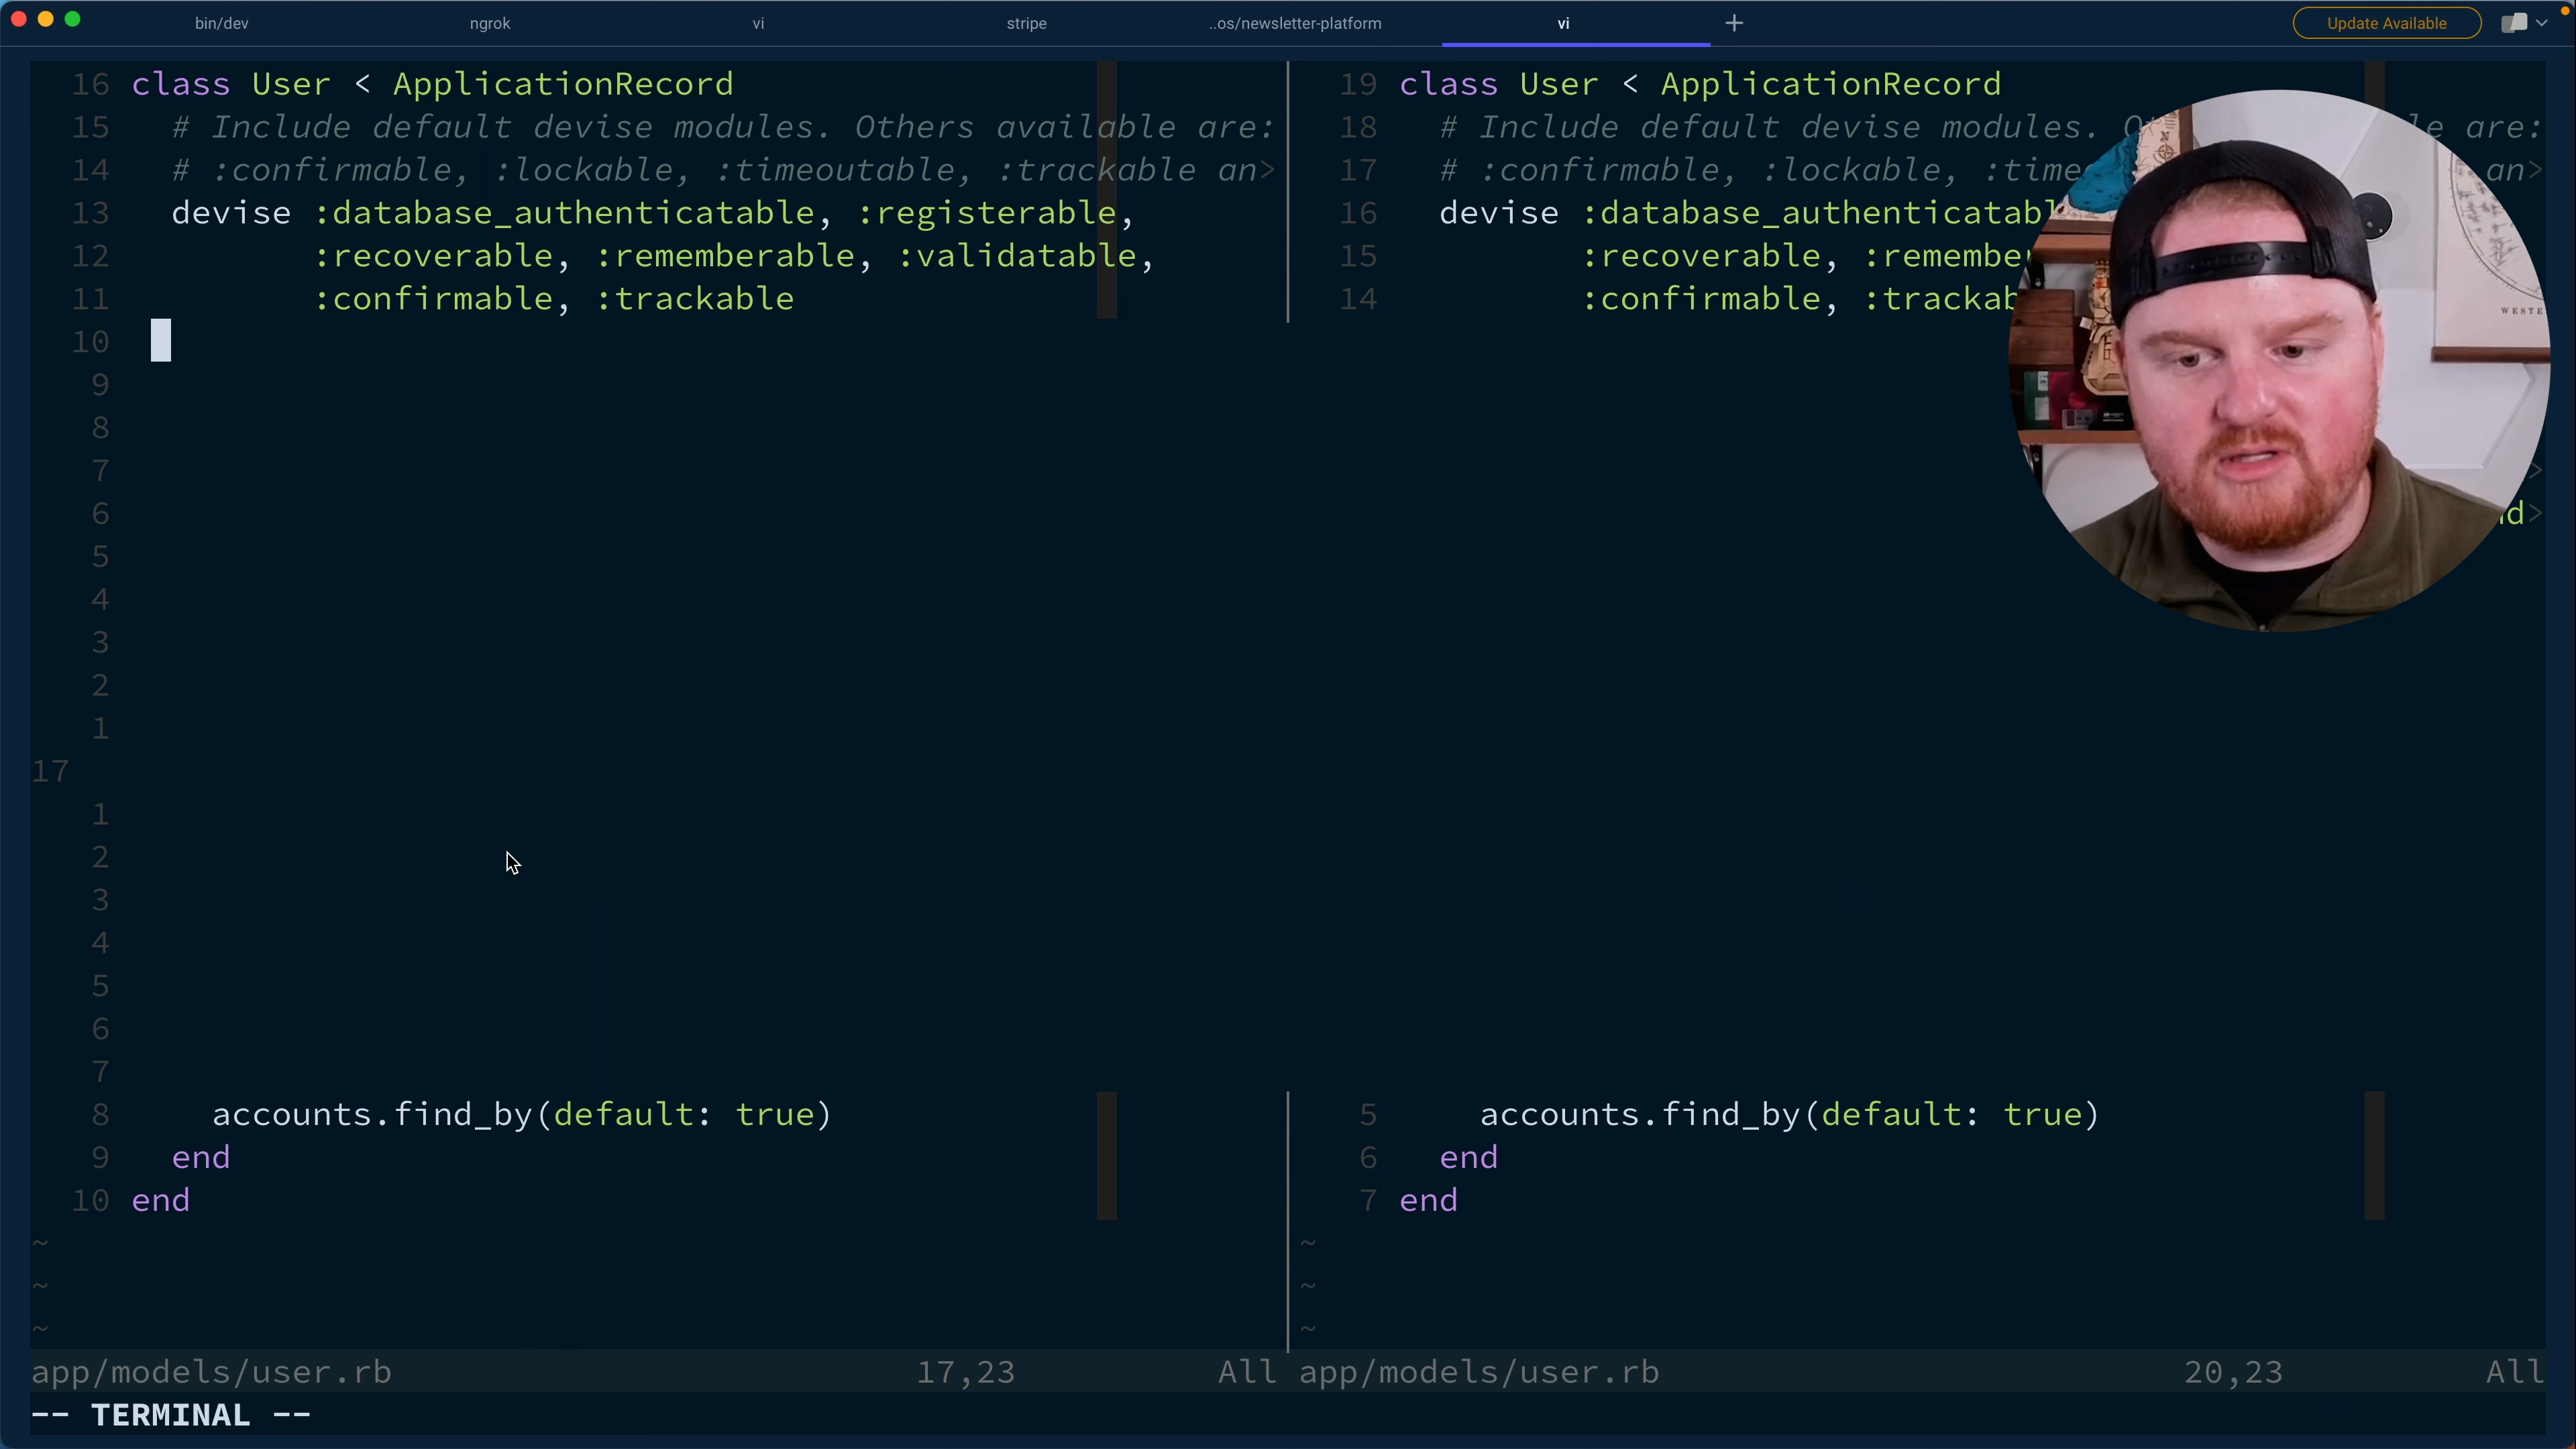 bin/dev
ngrok
vi
stripe
..os/newsletter-platform
vi
+
Update Available
16 class User < ApplicationRecord
15 # Include default devise modules. Others available are:
14 # :confirmable, :lockable, :timeoutable, :trackable an>
13 devise :database_authenticatable, :registerable,
12 :recoverable, :rememberable, :validatable,
11 :confirmable, :trackable
10
9
8
7
6
5
4
3
2
1
17
1
2
3
4
5
6
7
8 accounts.find_by(default: true)
9 end
10 end
~
~
~
app/models/user.rb 17,23 All
19 class User < ApplicationRecord
18 # Include default devise modules. are:
17 # :confirmable, :lockable, an>
16 devise
15 :recoverable,
14 :confirmable,
>
>
WESTE
5 accounts.find_by(default: true)
6 end
7 end
~
~
~
app/models/user.rb 20,23 All
-- TERMINAL --